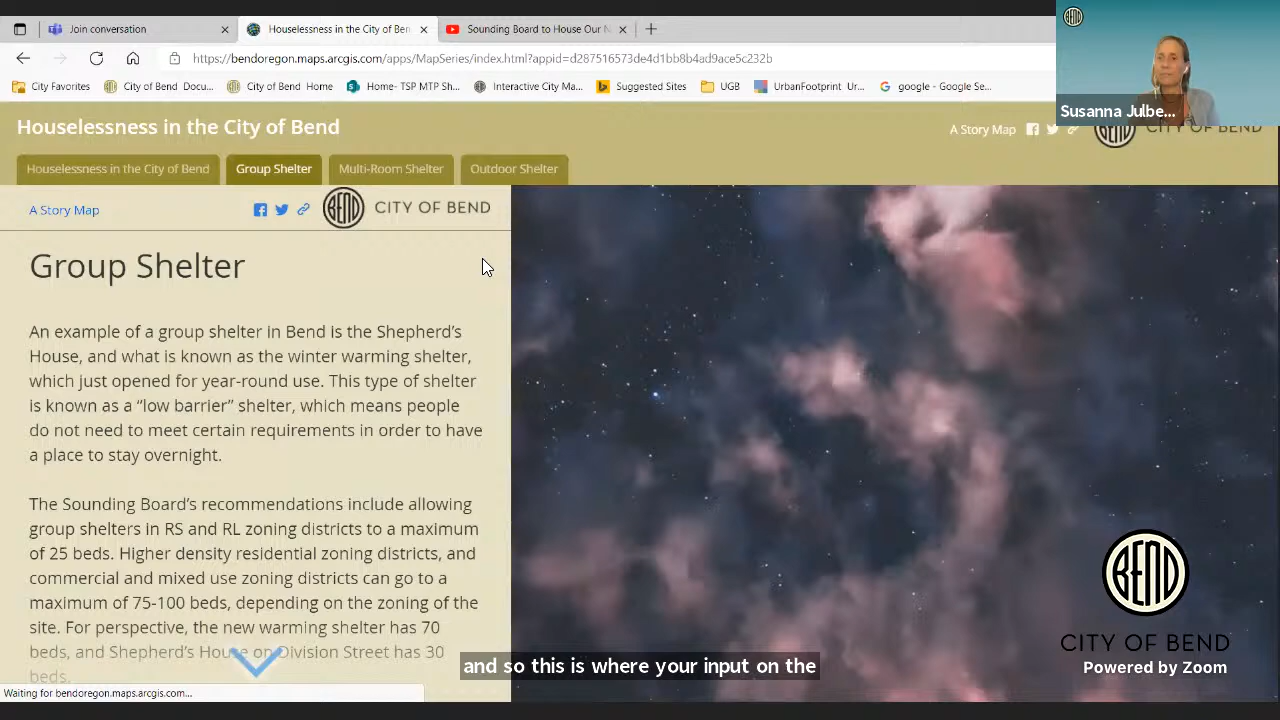 Join conversation
Houselessness in the City of Ben
Sounding Board to House Our N
https://bendoregon.maps.arcgis.com/apps/MapSeries/index.html?appid=d287516573de4d1bb8b4ad9ace5c232b
City Favorites
City of Bend Docu...
City of Bend Home
Home- TSP MTP Sh...
Interactive City Ma...
Suggested Sites
UGB
UrbanFootprint Ur...
google - Google Se...
Susanna Julbe...
Houselessness in the City of Bend
A Story Map
BEND
CITY OF BEND
Houselessness in the City of Bend
Group Shelter
Multi-Room Shelter
Outdoor Shelter
A Story Map
BEND
CITY OF BEND
Group Shelter
An example of a group shelter in Bend is the Shepherd's
House, and what is known as the winter warming shelter,
which just opened for year-round use. This type of shelter
is known as a "low barrier" shelter, which means people
do not need to meet certain requirements in order to have
a place to stay overnight.
The Sounding Board's recommendations include allowing
group shelters in RS and RL zoning districts to a maximum
of 25 beds. Higher density residential zoning districts, and
commercial and mixed use zoning districts can go to a
maximum of 75-100 beds, depending on the zoning of the
site. For perspective, the new warming shelter has 70
beds, and Shepherd's House on Division Street has 30
beds.
Waiting for bendoregon.maps.arcgis.com...
and so this is where your input on the
BEND
CITY OF BEND
Powered by Zoom